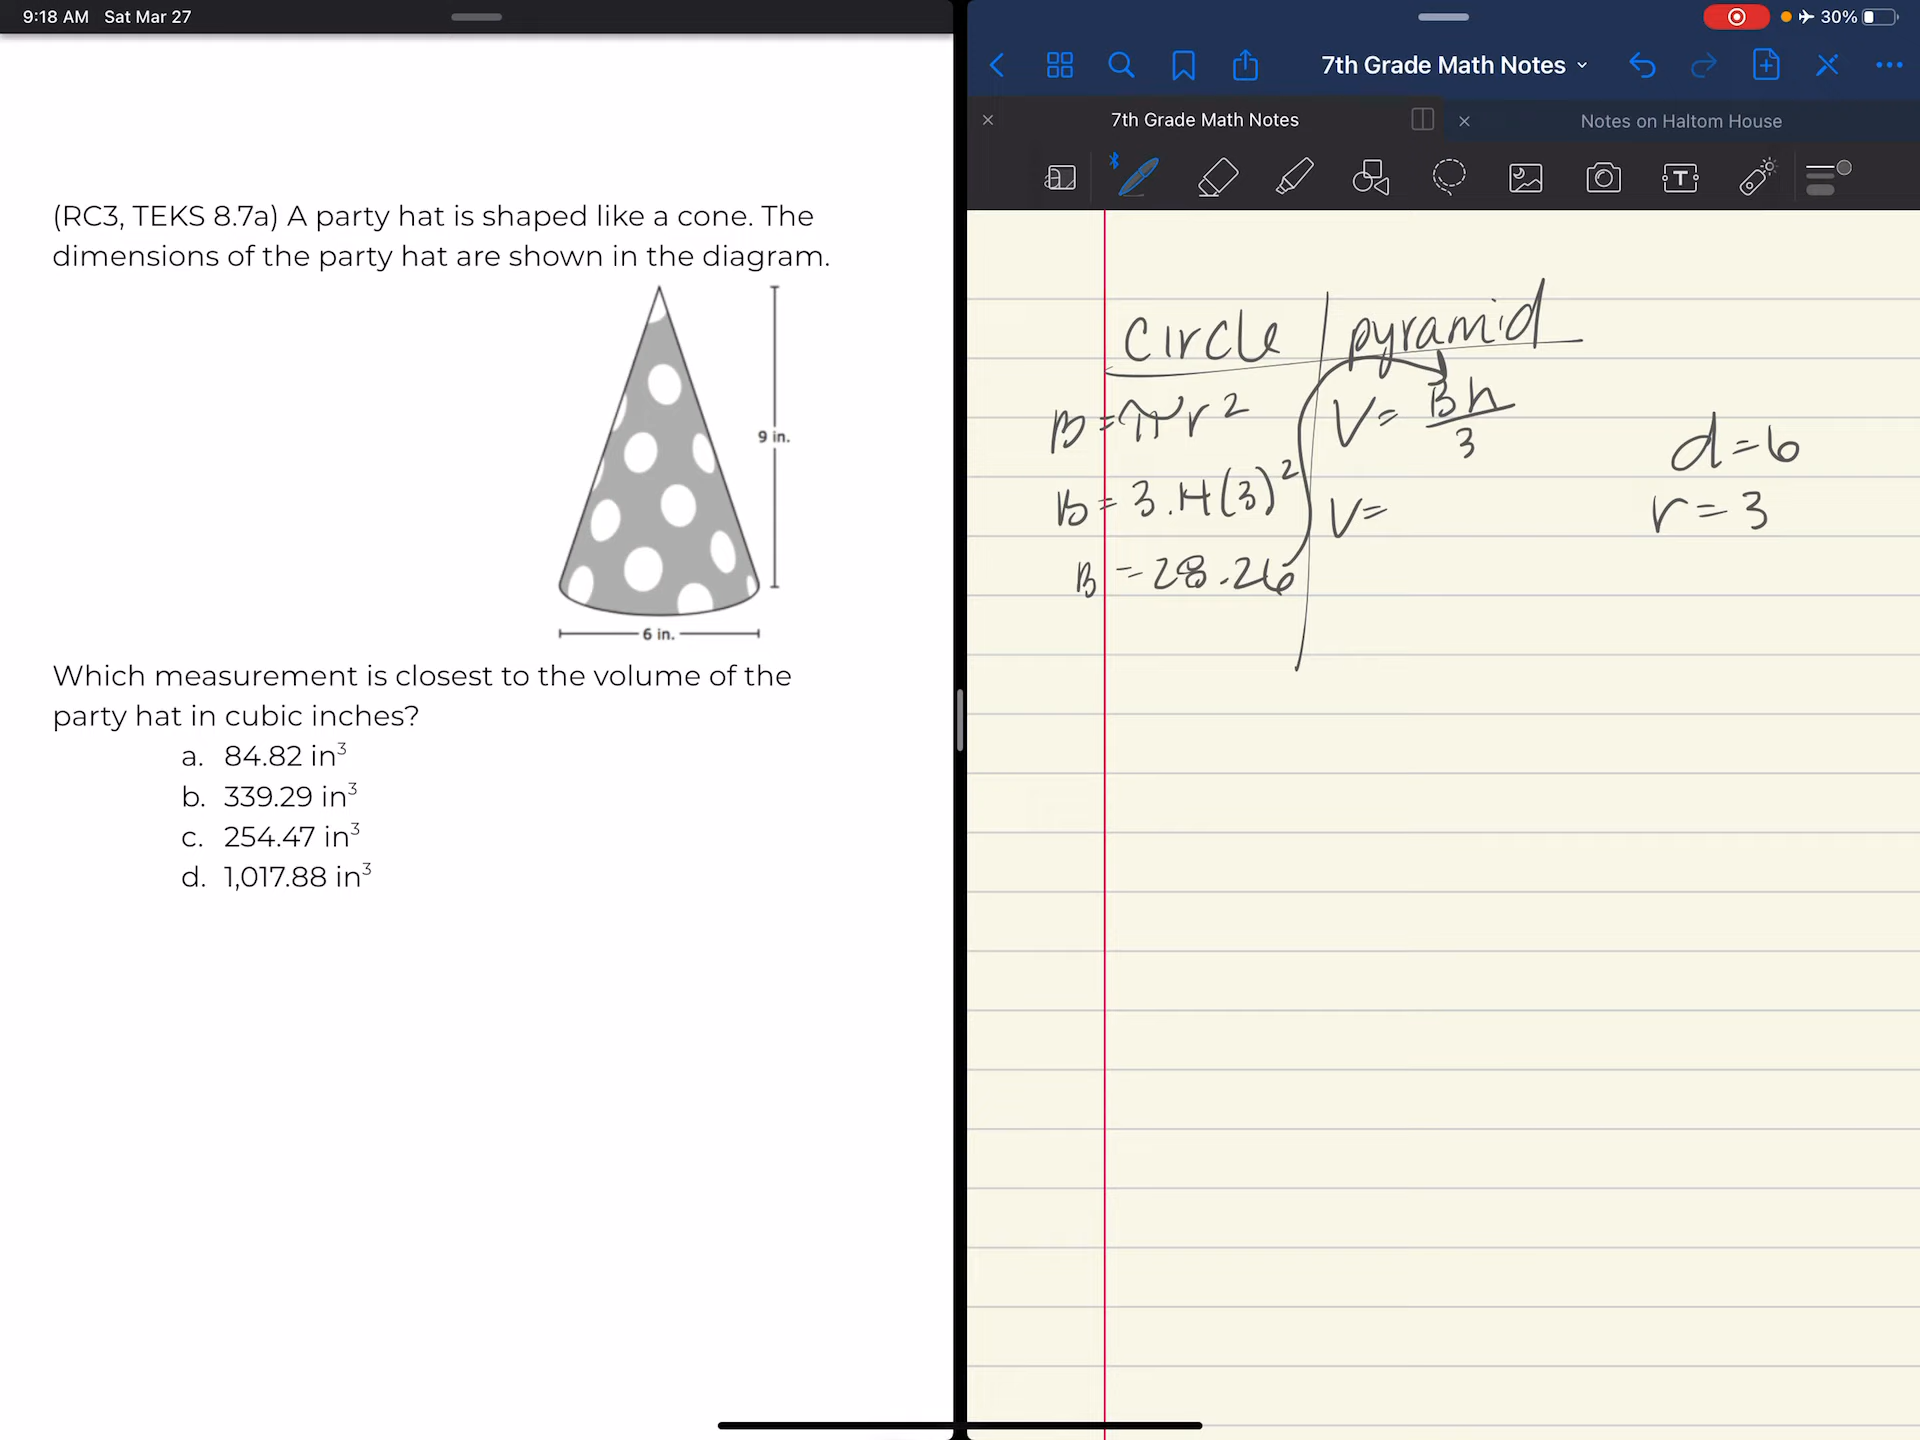 9:18 AM Sat Mar 27
30%
7th Grade Math Notes
7th Grade Math Notes
Notes on Haltom House
(RC3, TEKS 8.7a) A party hat is shaped like a cone. The
dimensions of the party hat are shown in the diagram.
9 in.
6 in.
Which measurement is closest to the volume of the
party hat in cubic inches?
a. 84.82 in³
b. 339.29 in³
c. 254.47 in³
d. 1,017.88 in³
circle
B = πr²
B = 3.14(3)²
B = 28.26
pyramid
V = Bh/3
V =
d = 6
r = 3